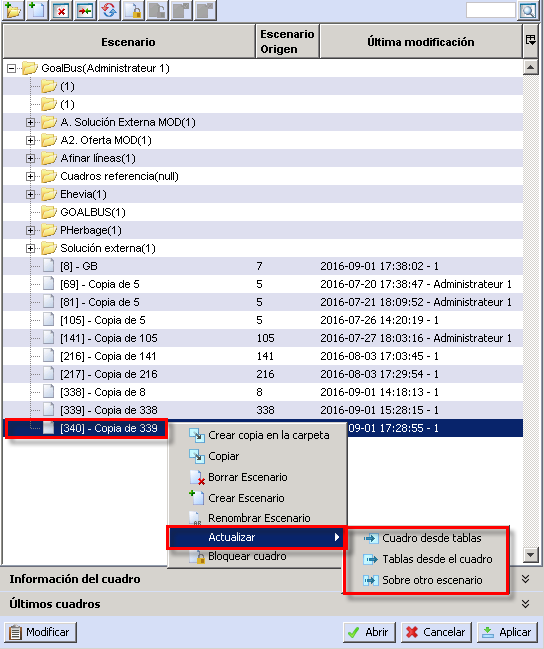 Escenario Escenario Origen Última modificación
GoalBus(Administrateur 1)
(1)
(1)
A. Solución Externa MOD(1)
A2. Oferta MOD(1)
Afinar líneas(1)
Cuadros referencia(null)
Ehevia(1)
GOALBUS(1)
PHerbage(1)
Solución externa(1)
[8] - GB 7 2016-09-01 17:38:02 - 1
[69] - Copia de 5 5 2016-07-20 17:38:47 - Administrateur 1
[81] - Copia de 5 5 2016-07-21 18:09:52 - Administrateur 1
[105] - Copia de 5 5 2016-07-26 14:20:19 - 1
[141] - Copia de 105 105 2016-07-27 18:03:16 - Administrateur 1
[216] - Copia de 141 141 2016-08-03 17:03:45 - 1
[217] - Copia de 216 216 2016-08-03 17:29:54 - 1
[338] - Copia de 8 8 2016-09-01 14:18:13 - 1
[339] - Copia de 338 338 2016-09-01 15:28:15 - 1
[340] - Copia de 339 -09-01 17:28:55 - 1
Crear copia en la carpeta
Copiar
Borrar Escenario
Crear Escenario
Renombrar Escenario
Actualizar
Bloquear cuadro
Cuadro desde tablas
Tablas desde el cuadro
Sobre otro escenario
Información del cuadro
Últimos cuadros
Modificar Abrir Cancelar Aplicar